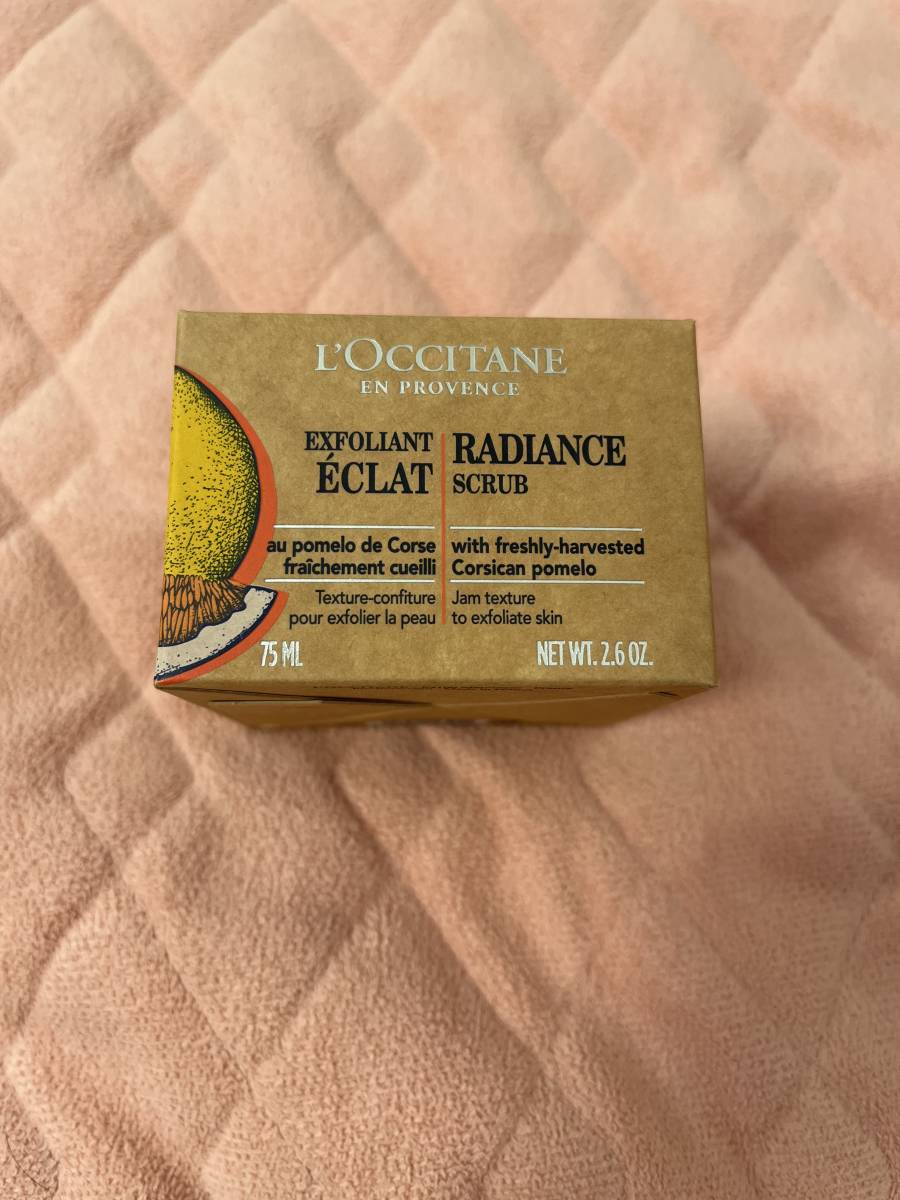 L'OCCITANE
EN PROVENCE
EXFOLIANT
ÉCLAT
au pomelo de Corse
fraîchement cueilli
Texture-confiture
pour exfolier la peau
75 ML
RADIANCE
SCRUB
with freshly-harvested
Corsican pomelo
Jam texture
to exfoliate skin
NET WT. 2.6 OZ.